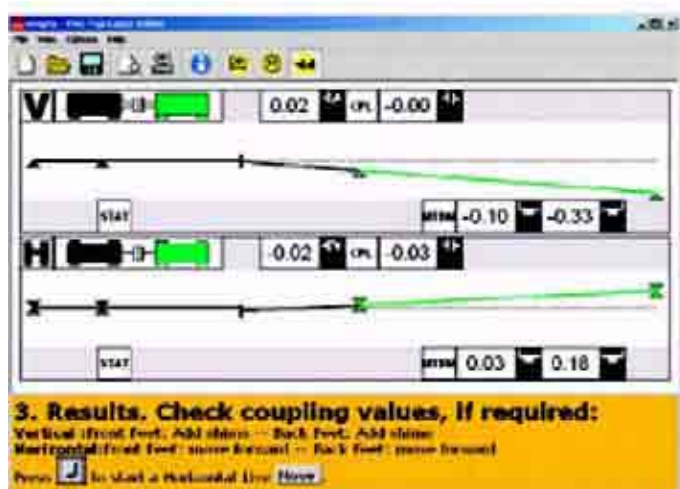 File View Options Help
V 0.02 CPL -0.00
STAT MTBM -0.10 -0.33
H -0.02 CPL -0.03
STAT MTBM 0.03 0.18
3. Results. Check coupling values, if required:
Vertical :Front Feet: Add shims -- Back Feet: Add shims
Horizontal:Front Feet: move forward -- Back Feet: move forward
Press to start a Horizontal Live Move